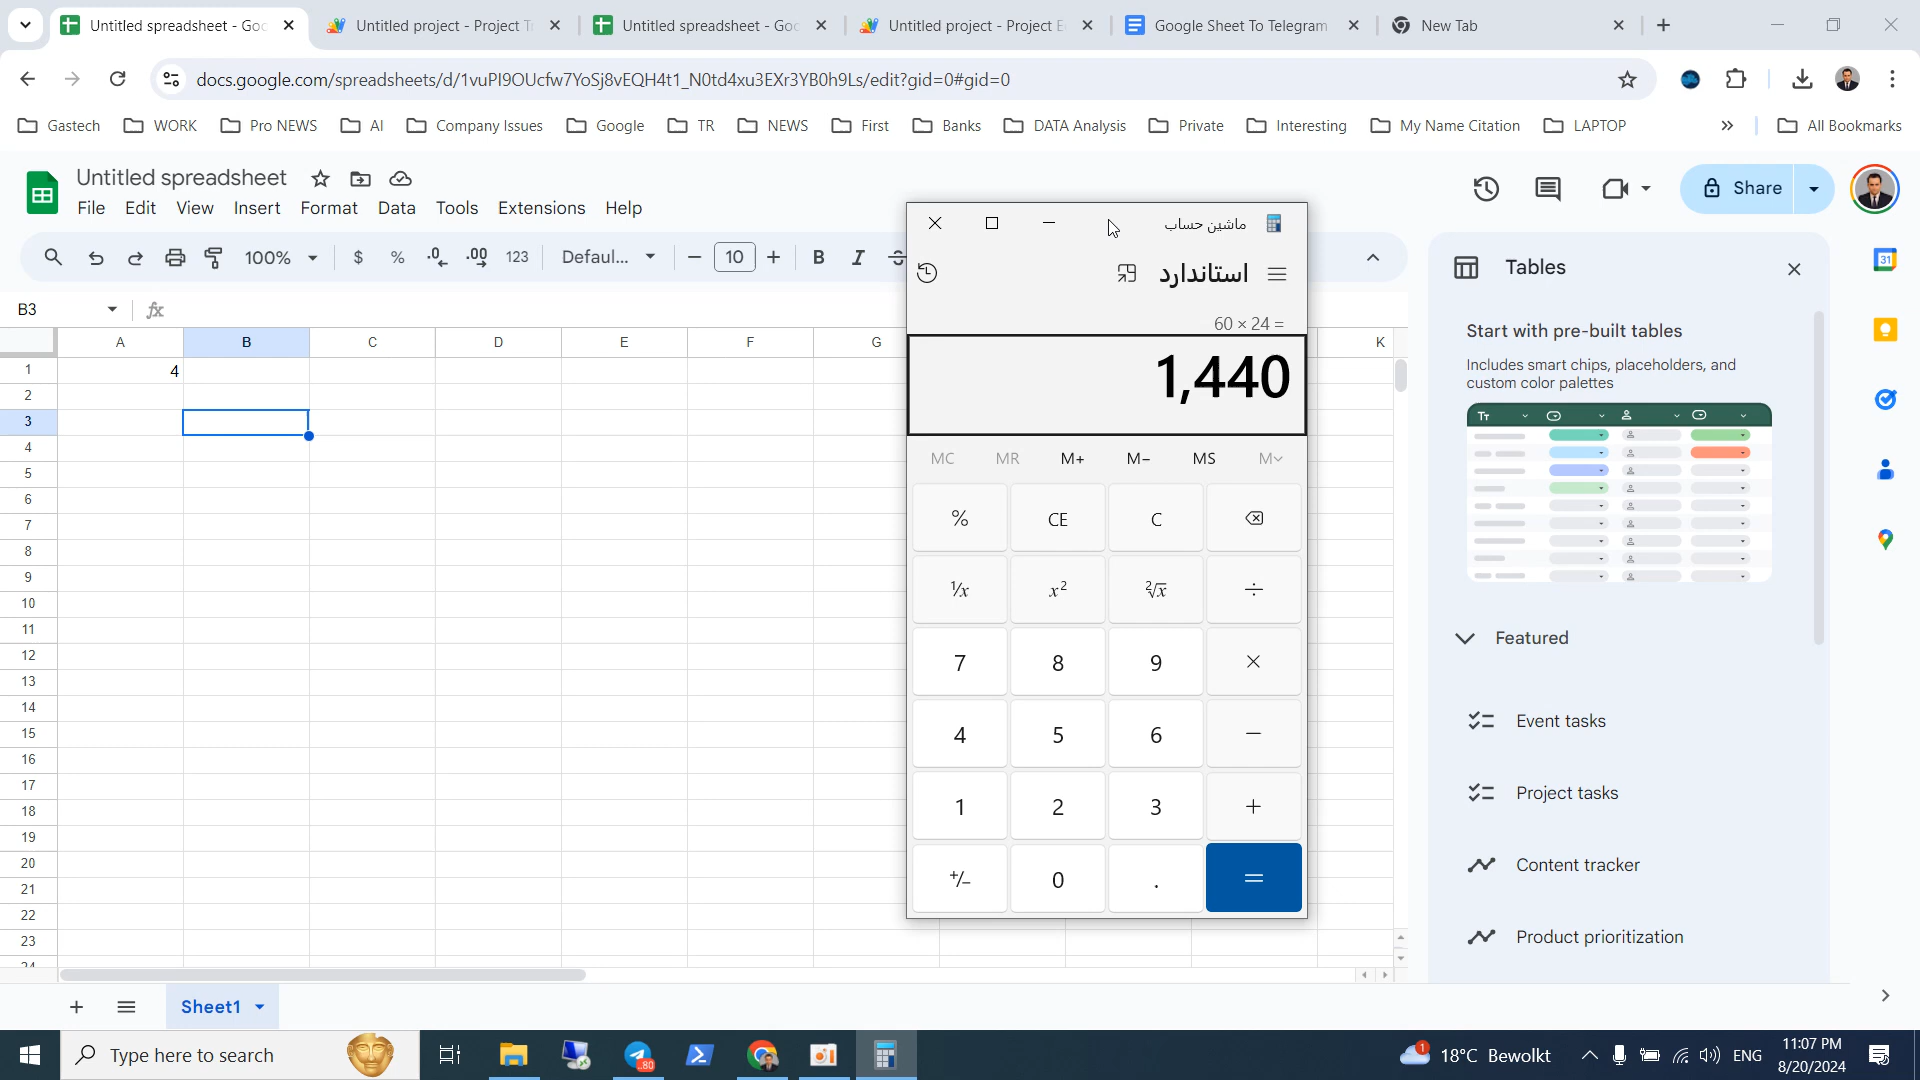 Untitled spreadsheet - Goo
Untitled project - Project T
Untitled spreadsheet - Goo
Untitled project - Project E
Google Sheet To Telegram
New Tab
docs.google.com/spreadsheets/d/1vuPI9OUcfw7YoSj8vEQH4t1_N0td4xu3EXr3YB0h9Ls/edit?gid=0#gid=0
Gastech WORK Pro NEWS AI Company Issues Google TR NEWS First Banks DATA Analysis Private Interesting My Name Citation LAPTOP All Bookmarks
Untitled spreadsheet
File Edit View Insert Format Data Tools Extensions Help
Share
100% $ % .0 .00 123 Defaul... 10 B I
B3 fx
A B C D E F G K
1 4
2
3
4
5
6
7
8
9
10
11
12
13
14
15
16
17
18
19
20
21
22
23
24
ماشین حساب
استاندارد
60 × 24 =
1,440
MC MR M+ M− MS M
% CE C
1/x x² ²√x ÷
7 8 9 ×
4 5 6 −
1 2 3 +
+/− 0 . =
Tables
Start with pre-built tables
Includes smart chips, placeholders, and
custom color palettes
Tт
Featured
Event tasks
Project tasks
Content tracker
Product prioritization
31
Sheet1
Type here to search
80
1
18°C Bewolkt
ENG
11:07 PM
8/20/2024